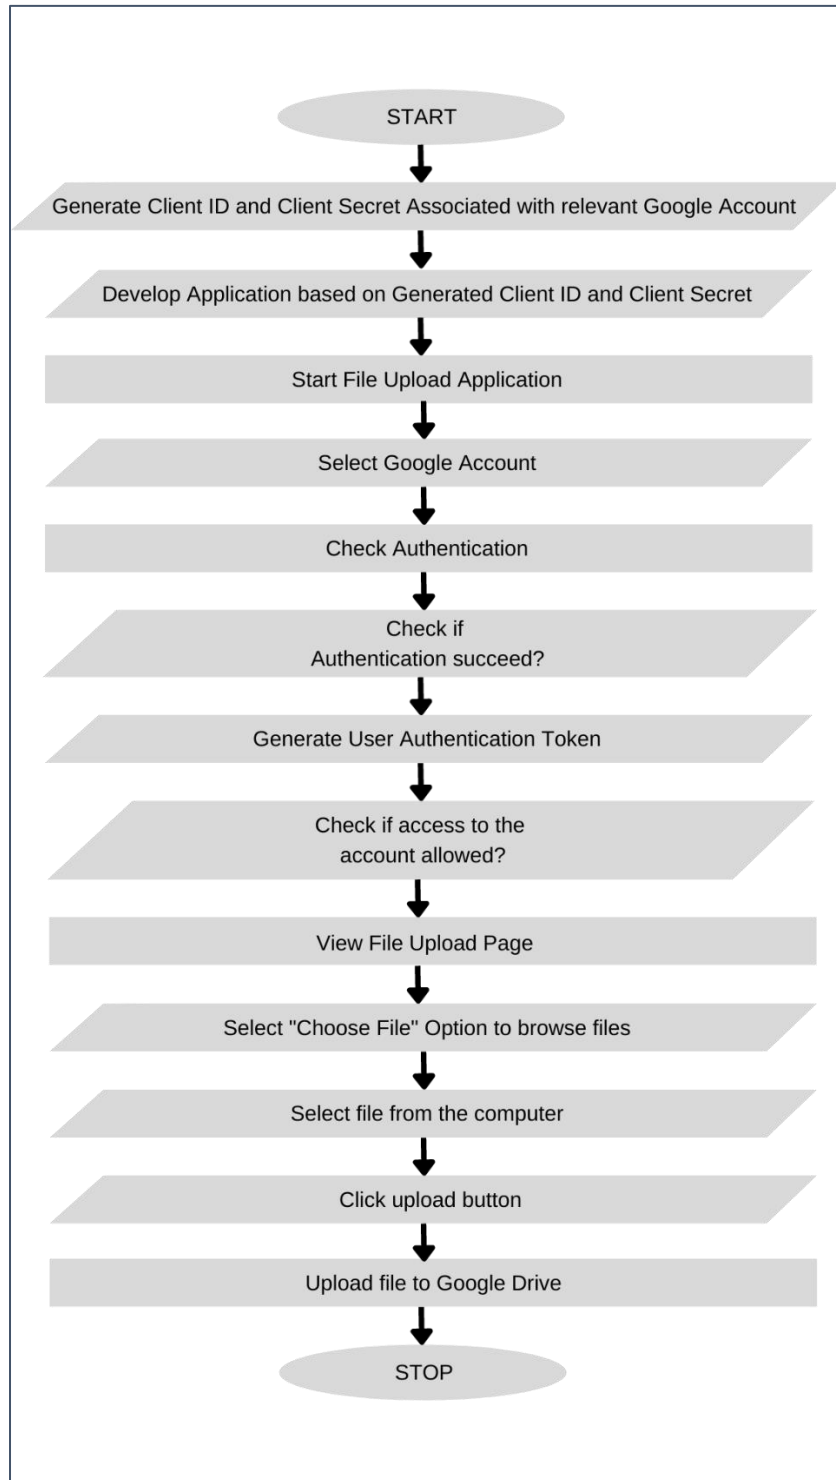 START
Generate Client ID and Client Secret Associated with relevant Google Account
Develop Application based on Generated Client ID and Client Secret
Start File Upload Application
Select Google Account
Check Authentication
Check if
Authentication succeed?
Generate User Authentication Token
Check if access to the
account allowed?
View File Upload Page
Select "Choose File" Option to browse files
Select file from the computer
Click upload button
Upload file to Google Drive
STOP